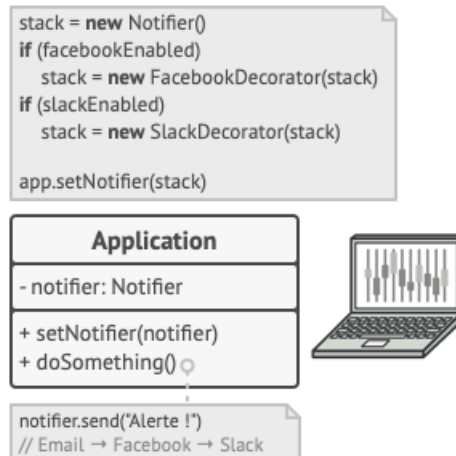 stack = new Notifier()
if (facebookEnabled)
stack = new FacebookDecorator(stack)
if (slackEnabled)
stack = new SlackDecorator(stack)
app.setNotifier(stack)
Application
- notifier: Notifier
+ setNotifier(notifier)
+ doSomething()
notifier.send("Alerte !")
// Email → Facebook → Slack